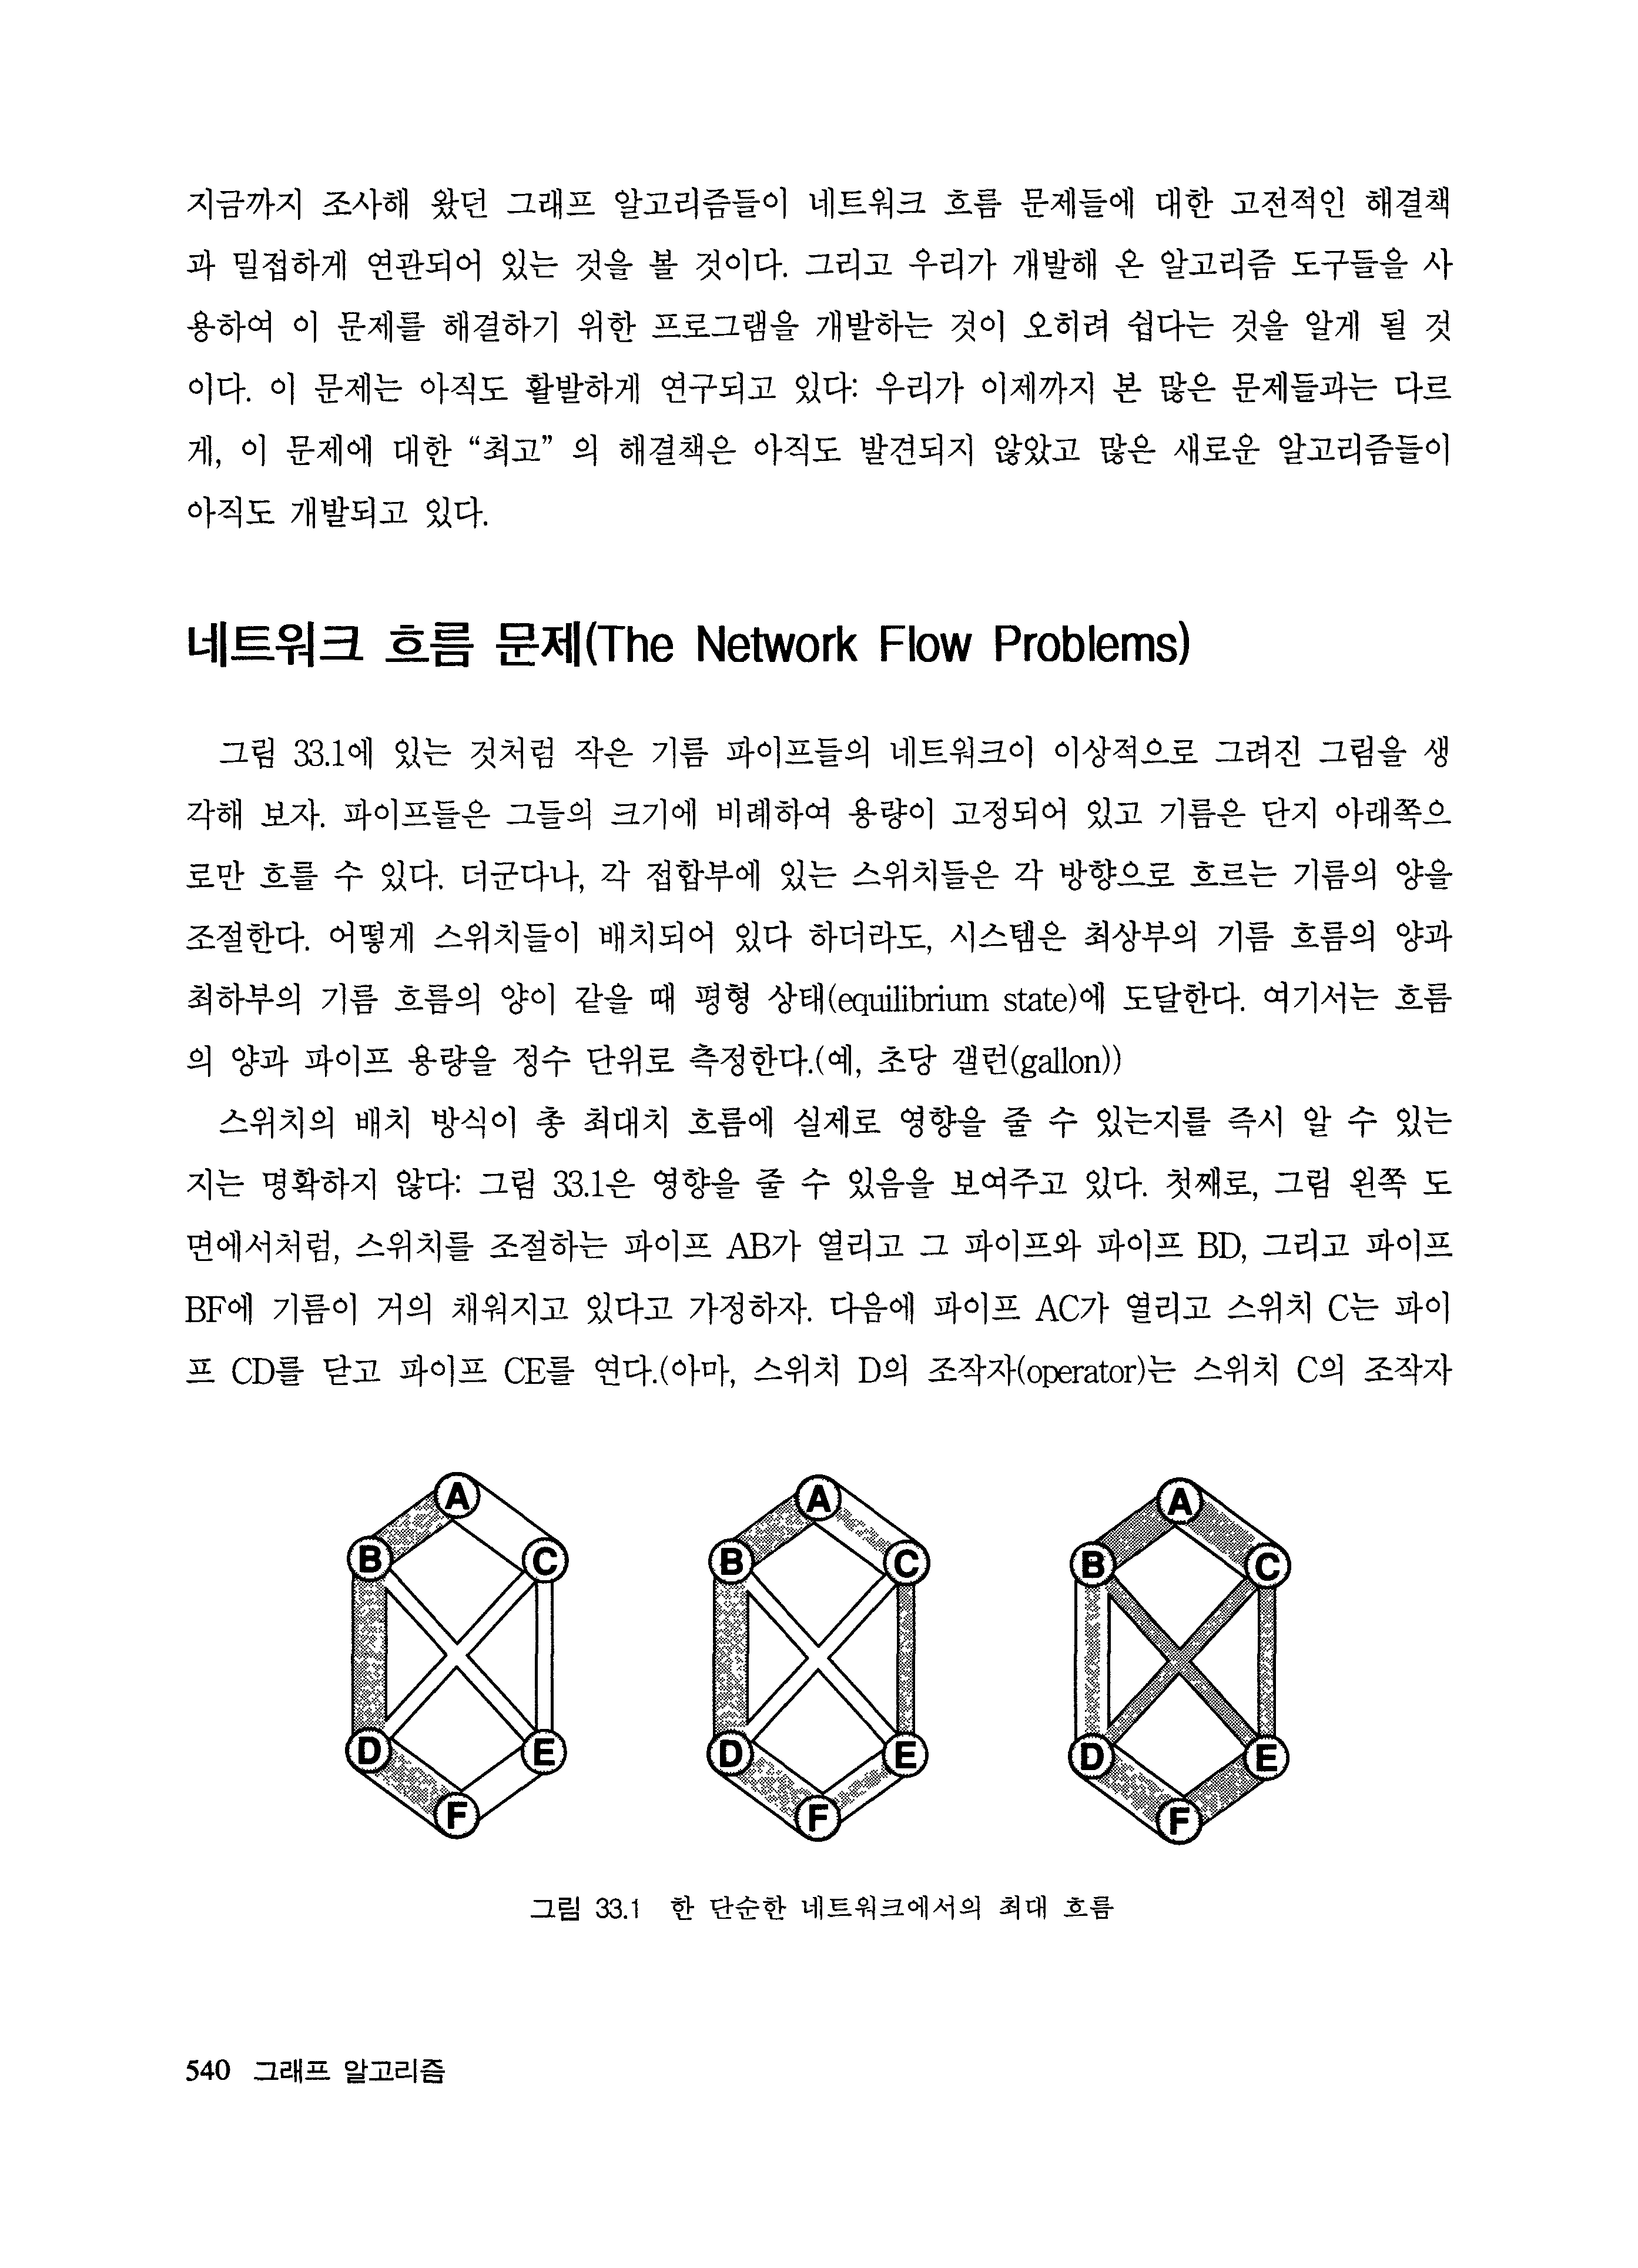 지금까지 조사해 왔던 그래프 알고리즘들이 네트워크 흐름 문제들에 대한 고전적인 해결책
과 밀접하게 연관되어 있는 것을 볼 것이다. 그리고 우리가 개발해 온 알고리즘 도구들을 사
용하여 이 문제를 해결하기 위한 프로그램을 개발하는 것이 오히려 쉽다는 것을 알게 될 것
이다. 이 문제는 아직도 활발하게 연구되고 있다: 우리가 이제까지 본 많은 문제들과는 다르
게, 이 문제에 대한 “최고” 의 해결책은 아직도 발견되지 않았고 많은 새로운 알고리즘들이
아직도 개발되고 있다.
네트워크 흐름 문제(The Network Flow Problems)
그림 33.1에 있는 것처럼 작은 기름 파이프들의 네트워크이 이상적으로 그려진 그림을 생
각해 보자. 파이프들은 그들의 크기에 비례하여 용량이 고정되어 있고 기름은 단지 아래쪽으
로만 흐를 수 있다. 더군다나, 각 접합부에 있는 스위치들은 각 방향으로 흐르는 기름의 양을
조절한다. 어떻게 스위치들이 배치되어 있다 하더라도, 시스템은 최상부의 기름 흐름의 양과
최하부의 기름 흐름의 양이 같을 때 평형 상태(equilibrium state)에 도달한다. 여기서는 흐름
의 양과 파이프 용량을 정수 단위로 측정한다.(예, 초당 갤런(gallon))
스위치의 배치 방식이 총 최대치 흐름에 실제로 영향을 줄 수 있는지를 즉시 알 수 있는
지는 명확하지 않다: 그림 33.1은 영향을 줄 수 있음을 보여주고 있다. 첫째로, 그림 왼쪽 도
면에서처럼, 스위치를 조절하는 파이프 AB가 열리고 그 파이프와 파이프 BD, 그리고 파이프
BF에 기름이 거의 채워지고 있다고 가정하자. 다음에 파이프 AC가 열리고 스위치 C는 파이
프 CD를 닫고 파이프 CE를 연다.(아마, 스위치 D의 조작자(operator)는 스위치 C의 조작자
A
B
C
D
E
F
A
B
C
D
E
F
A
B
C
D
E
F
그림 33.1 한 단순한 네트워크에서의 최대 흐름
540 그래프 알고리즘